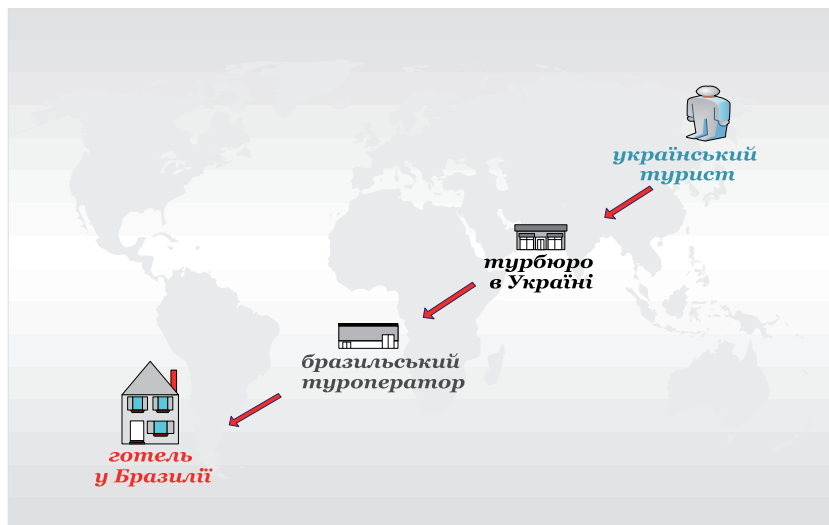 український
турист
турбюро
в Україні
бразильський
туроператор
готель
у Бразилії